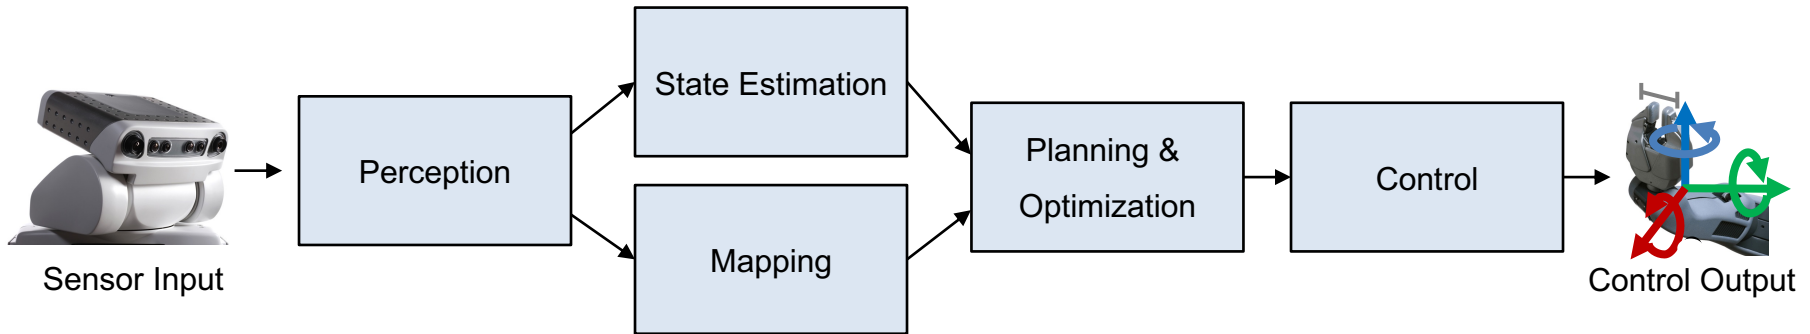 Sensor Input
Perception
State Estimation
Mapping
Planning &
Optimization
Control
Control Output